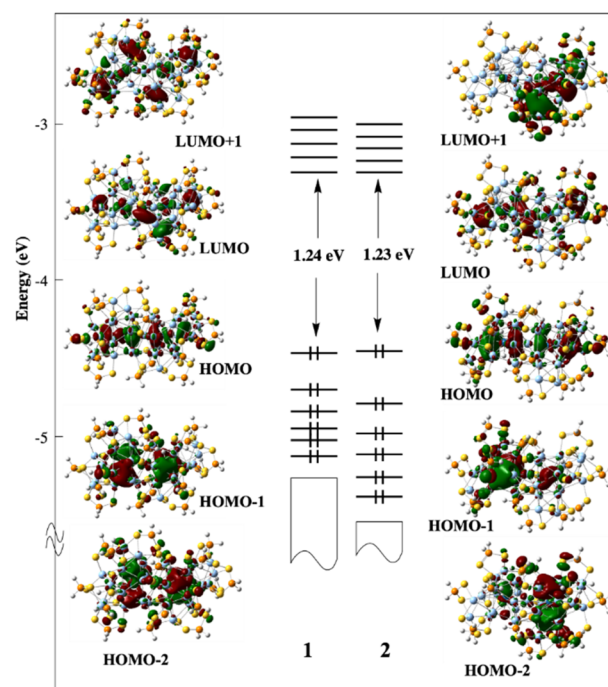 LUMO+1
LUMO+1
-3
LUMO
LUMO
1.24 eV
1.23 eV
Energy (eV)
-4
HOMO
HOMO
-5
HOMO-1
HOMO-1
1
2
HOMO-2
HOMO-2